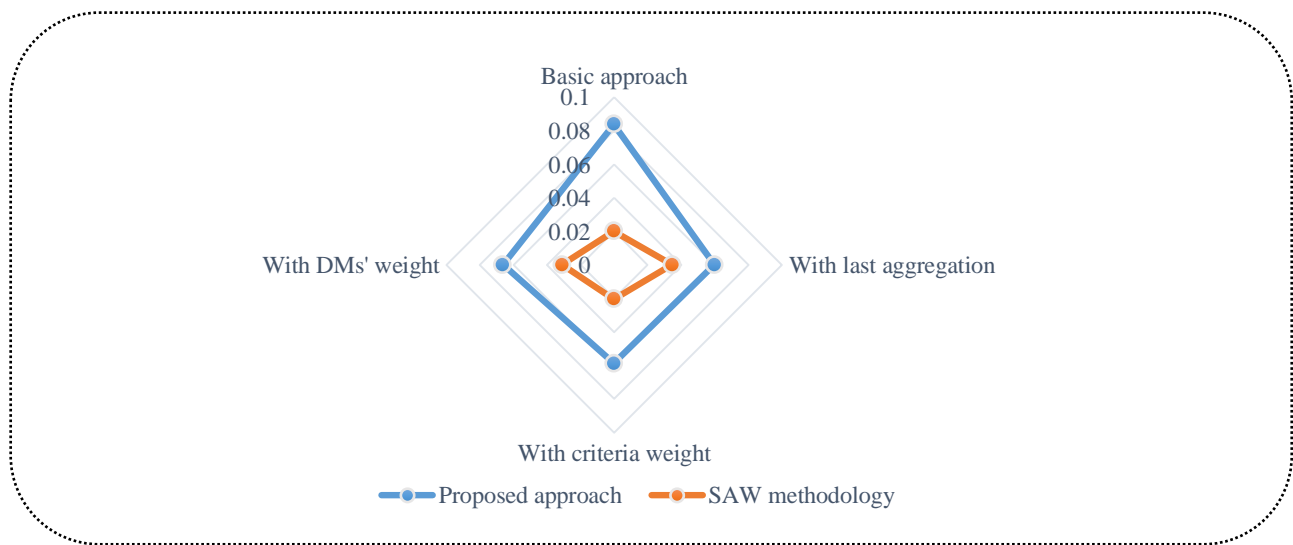 Basic approach
0.1
0.08
0.06
0.04
0.02
With DMs' weight
0
With last aggregation
With criteria weight
Proposed approach
SAW methodology